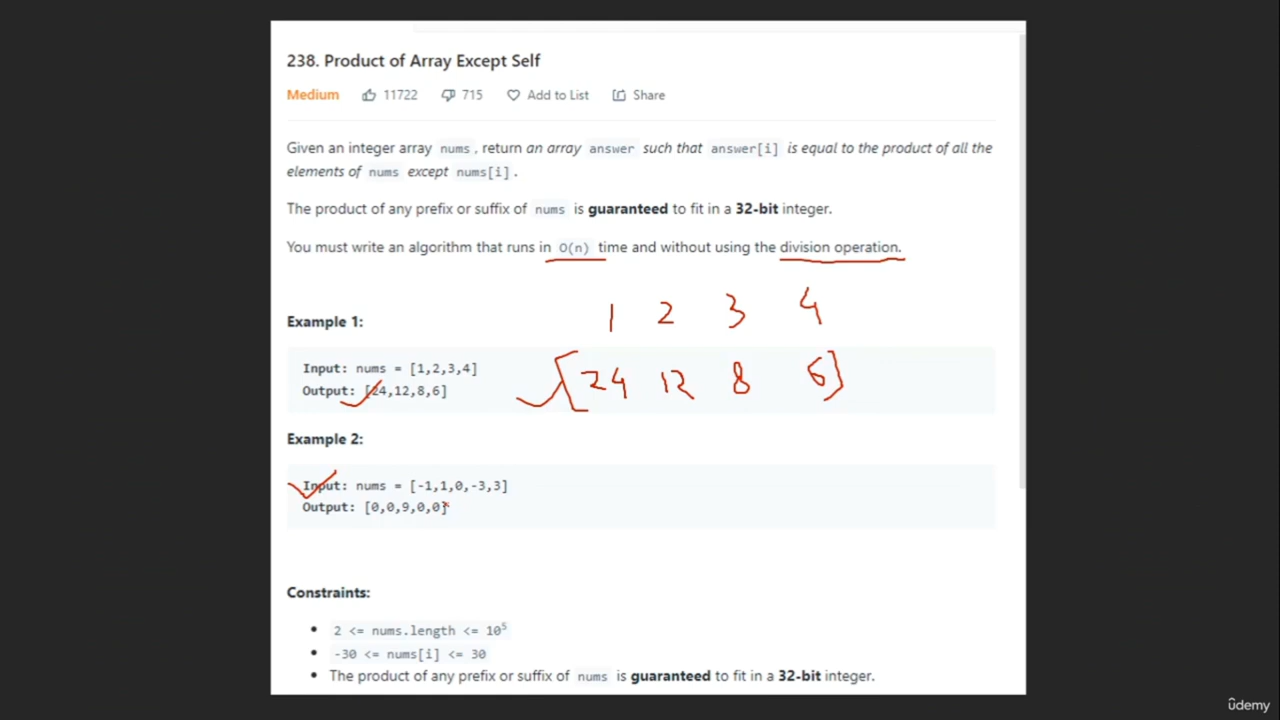 238. Product of Array Except Self
Medium 11722 715 Add to List Share
Given an integer array nums, return an array answer such that answer[i] is equal to the product of all the
elements of nums except nums[i].
The product of any prefix or suffix of nums is guaranteed to fit in a 32-bit integer.
You must write an algorithm that runs in O(n) time and without using the division operation.
1 2 3 4
Example 1:
Input: nums = [1,2,3,4]
Output: [24,12,8,6]
[24 12 8 6]
Example 2:
Input: nums = [-1,1,0,-3,3]
Output: [0,0,9,0,0]
Constraints:
• 2 <= nums.length <= 10⁵
• -30 <= nums[i] <= 30
• The product of any prefix or suffix of nums is guaranteed to fit in a 32-bit integer.
ûdemy